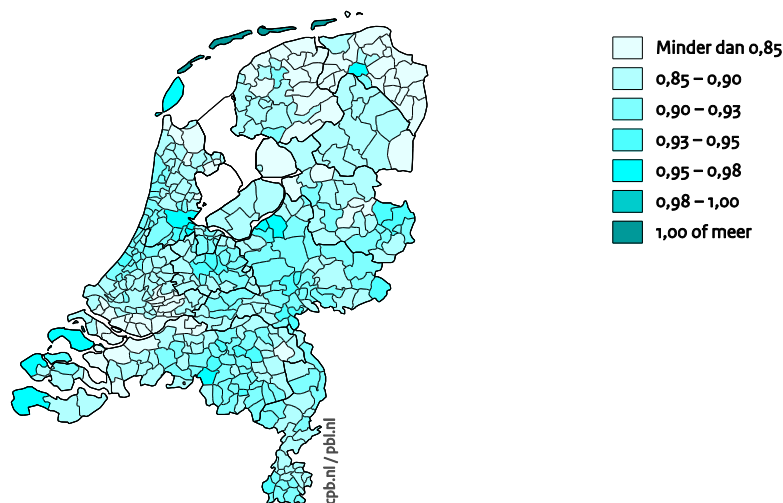 Minder dan 0,85
0,85 – 0,90
0,90 – 0,93
0,93 – 0,95
0,95 – 0,98
0,98 – 1,00
1,00 of meer
cpb.nl / pbl.nl